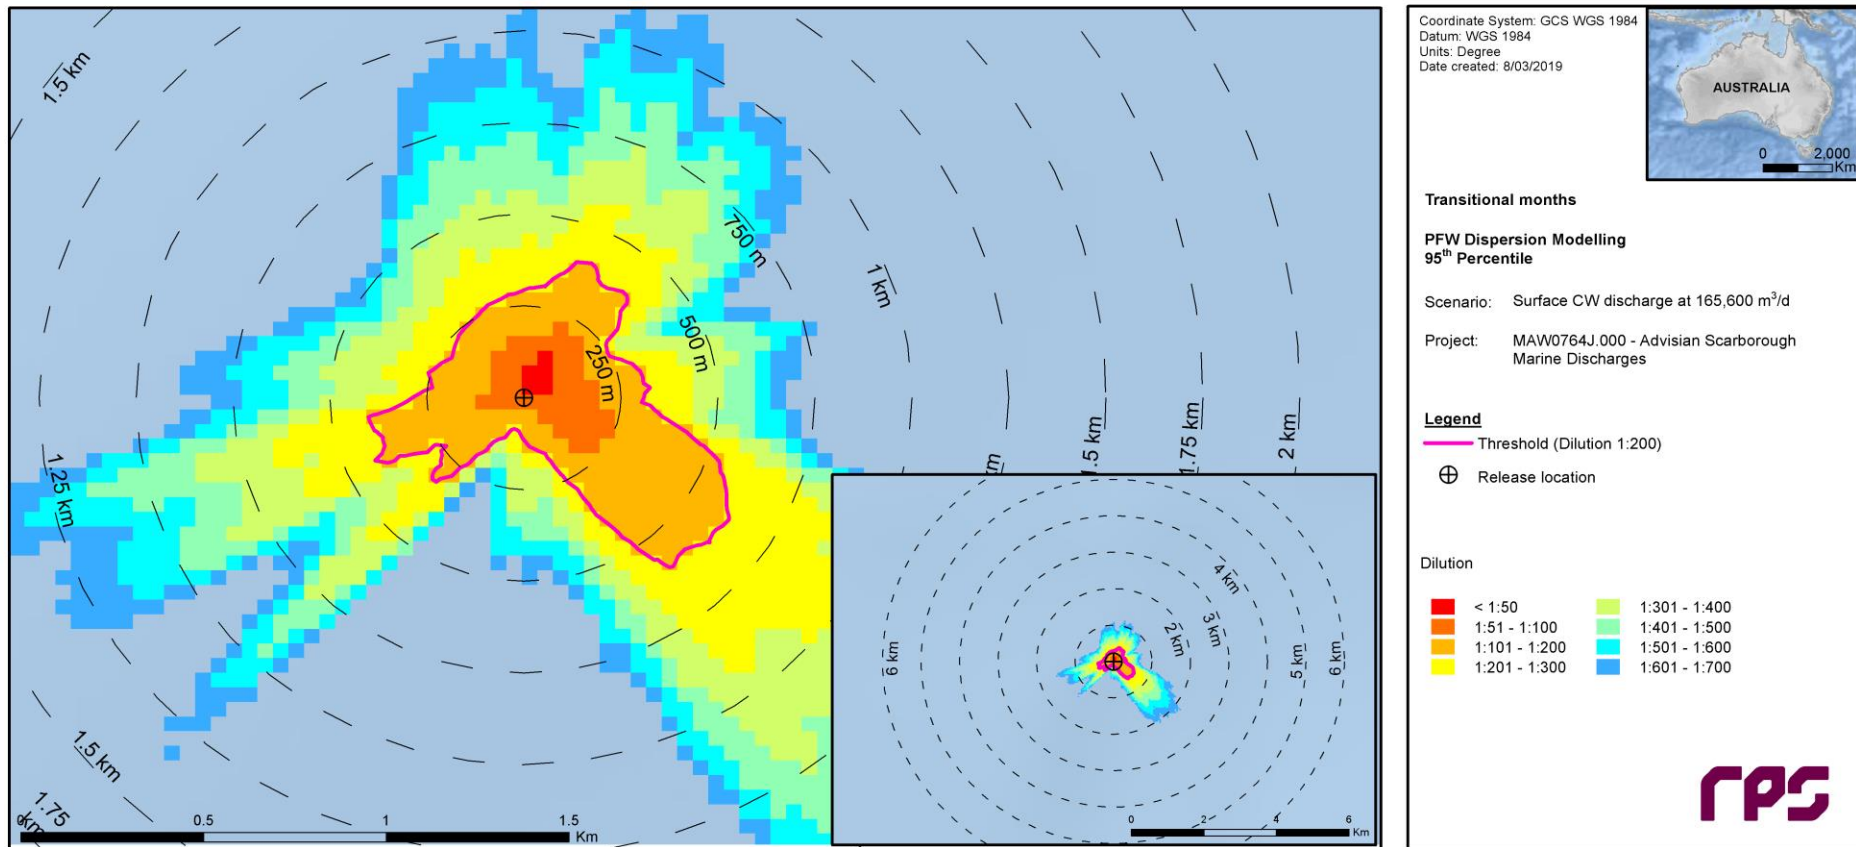 1.5 km
750 m
1 km
500 m
250 m
1.25 km
1.5 km
1.75 km
2 km
km
1.5 km
1.75
km
0
0.5
1
1.5
Km
4 km
3 km
2 km
6 km
5 km
6 km
0
2
4
6
Km
Coordinate System: GCS WGS 1984
Datum: WGS 1984
Units: Degree
Date created: 8/03/2019
AUSTRALIA
0
2,000
Km
Transitional months
PFW Dispersion Modelling
95th Percentile
Scenario: Surface CW discharge at 165,600 m³/d
Project: MAW0764J.000 - Advisian Scarborough
Marine Discharges
Legend
Threshold (Dilution 1:200)
Release location
Dilution
< 1:50
1:51 - 1:100
1:101 - 1:200
1:201 - 1:300
1:301 - 1:400
1:401 - 1:500
1:501 - 1:600
1:601 - 1:700
rps